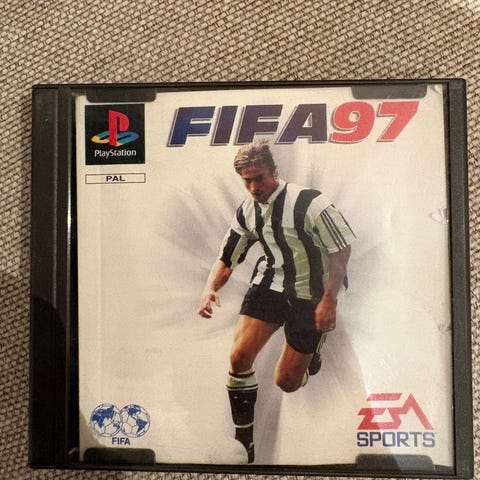 FIFA97
PlayStation
PAL
FIFA
EA
SPORTS